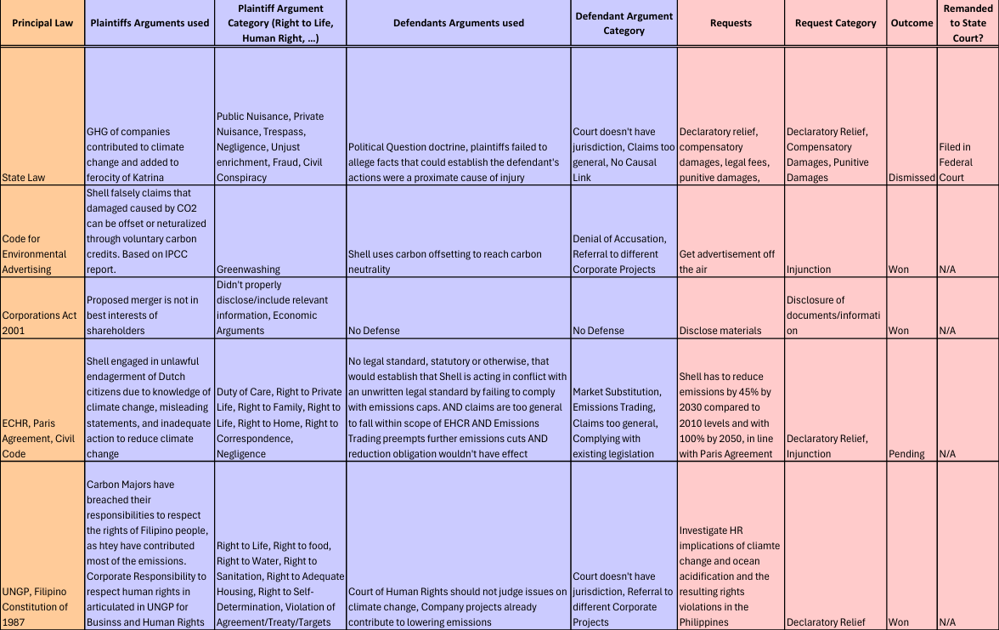 Principal Law
Plaintiffs Arguments used
Plaintiff Argument
Category (Right to Life,
Human Right, ...)
Defendants Arguments used
Defendant Argument
Category
Requests
Request Category
Outcome
Remanded
to State
Court?
State Law
GHG of companies
contributed to climate
change and added to
ferocity of Katrina
Public Nuisance, Private
Nuisance, Trespass,
Negligence, Unjust
enrichment, Fraud, Civil
Conspiracy
Political Question doctrine, plaintiffs failed to
allege facts that could establish the defendant's
actions were a proximate cause of injury
Court doesn't have
jurisdiction, Claims too
general, No Causal
Link
Declaratory relief,
compensatory
damages, legal fees,
punitive damages,
Declaratory Relief,
Compensatory
Damages, Punitive
Damages
Dismissed
Filed in
Federal
Court
Code for
Environmental
Advertising
Shell falsely claims that
damaged caused by CO2
can be offset or neturalized
through voluntary carbon
credits. Based on IPCC
report.
Greenwashing
Shell uses carbon offsetting to reach carbon
neutrality
Denial of Accusation,
Referral to different
Corporate Projects
Get advertisement off
the air
Injunction
Won
N/A
Corporations Act
2001
Proposed merger is not in
best interests of
shareholders
Didn't properly
disclose/include relevant
information, Economic
Arguments
No Defense
No Defense
Disclose materials
Disclosure of
documents/informati
on
Won
N/A
ECHR, Paris
Agreement, Civil
Code
Shell engaged in unlawful
endagerment of Dutch
citizens due to knowledge of
climate change, misleading
statements, and inadequate
action to reduce climate
change
Duty of Care, Right to Private
Life, Right to Family, Right to
Life, Right to Home, Right to
Correspondence,
Negligence
No legal standard, statutory or otherwise, that
would establish that Shell is acting in conflict with
an unwritten legal standard by failing to comply
with emissions caps. AND claims are too general
to fall within scope of EHCR AND Emissions
Trading preempts further emissions cuts AND
reduction obligation wouldn't have effect
Market Substitution,
Emissions Trading,
Claims too general,
Complying with
existing legislation
Shell has to reduce
emissions by 45% by
2030 compared to
2010 levels and with
100% by 2050, in line
with Paris Agreement
Declaratory Relief,
Injunction
Pending
N/A
UNGP, Filipino
Constitution of
1987
Carbon Majors have
breached their
responsibilities to respect
the rights of Filipino people,
as htey have contributed
most of the emissions.
Corporate Responsibility to
respect human rights in
articulated in UNGP for
Businss and Human Rights
Right to Life, Right to food,
Right to Water, Right to
Sanitation, Right to Adequate
Housing, Right to Self-
Determination, Violation of
Agreement/Treaty/Targets
Court of Human Rights should not judge issues on
climate change, Company projects already
contribute to lowering emissions
Court doesn't have
jurisdiction, Referral to
different Corporate
Projects
Investigate HR
implications of cliamte
change and ocean
acidification and the
resulting rights
violations in the
Philippines
Declaratory Relief
Won
N/A